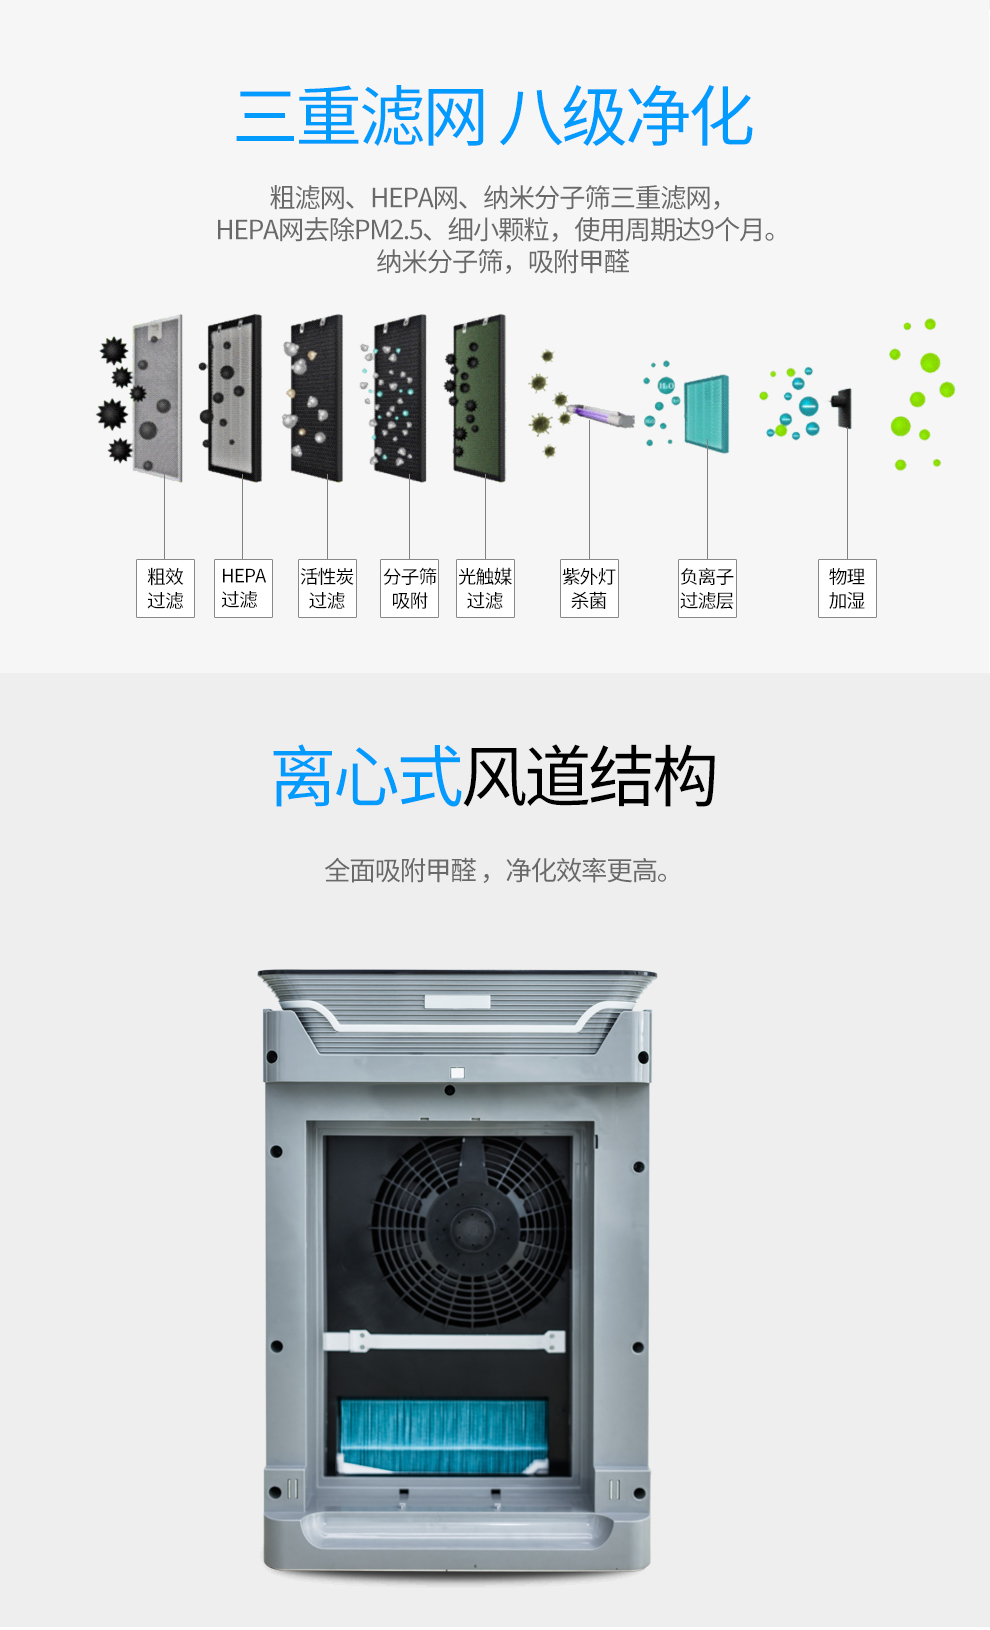 三重滤网 八级净化
粗滤网、HEPA网、纳米分子筛三重滤网，
HEPA网去除PM2.5、细小颗粒，使用周期达9个月。
纳米分子筛，吸附甲醛
H₂O
粗效
过滤
HEPA
过滤
活性炭
过滤
分子筛
吸附
光触媒
过滤
紫外灯
杀菌
负离子
过滤层
物理
加湿
离心式风道结构
全面吸附甲醛 ，净化效率更高。